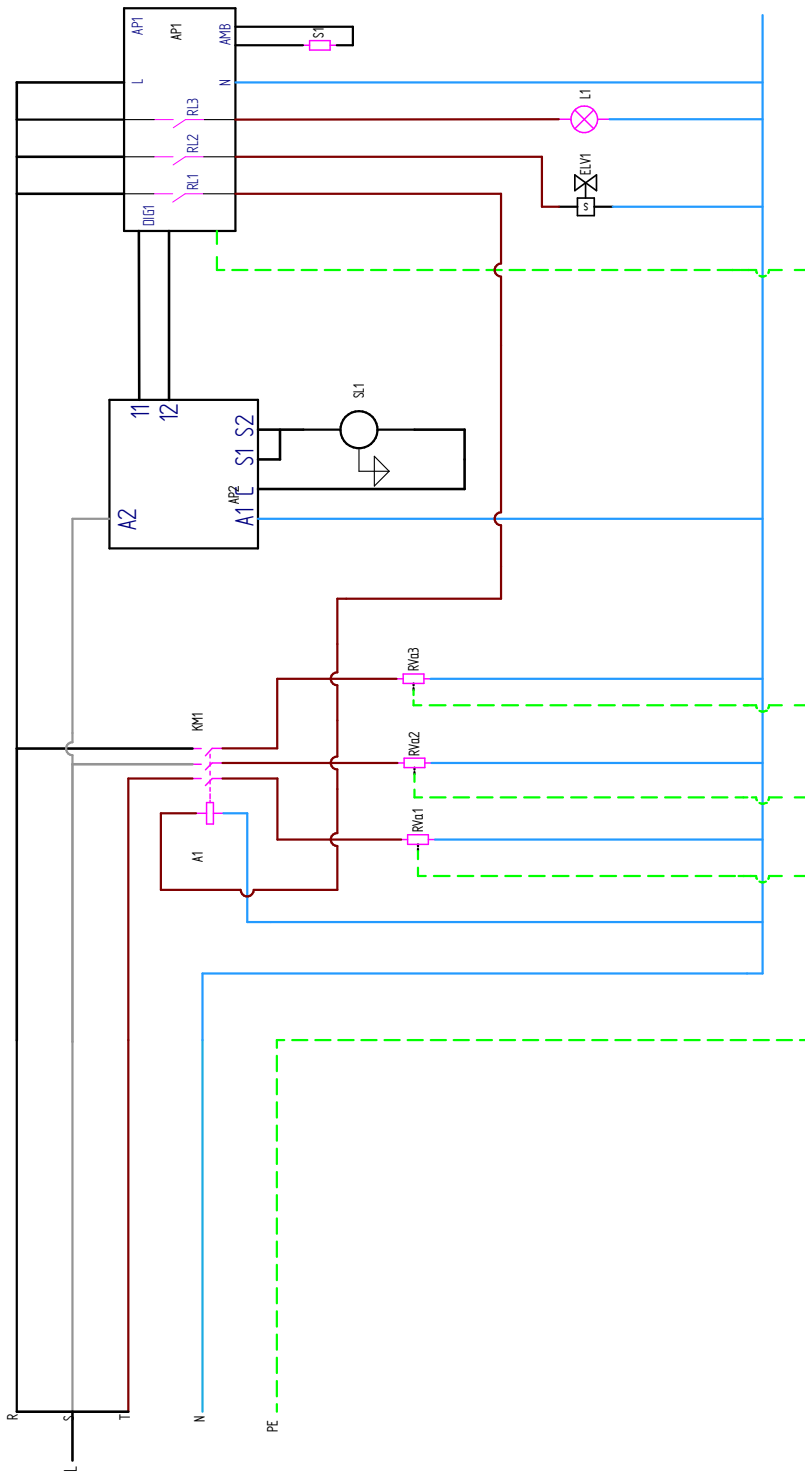 AP1
AP1
AMB
S1
L
N
RL3
L1
RL2
ELV1
RL1
S
DIG1
SL1
11
12
S2
S1
L
AP2
A2
A1
RVa3
KM1
RVa2
RVa1
A1
R
S
T
N
PE
L